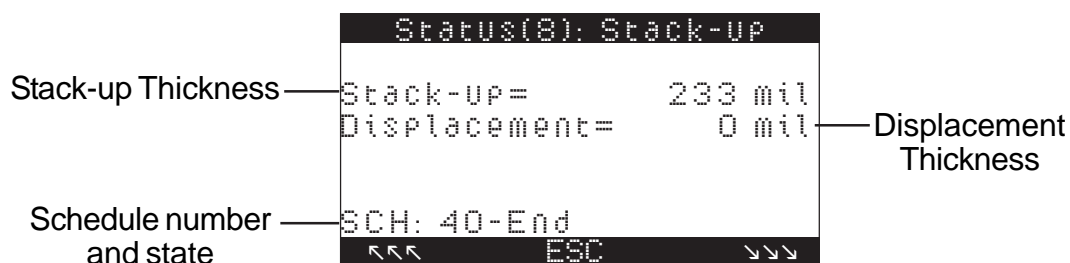 Status(8): Stack-up
Stack-up Thickness
Stack-up= 233 mil
Displacement= 0 mil
Displacement
Thickness
Schedule number
and state
SCH: 40-End
↖↖↖ ESC ↘↘↘